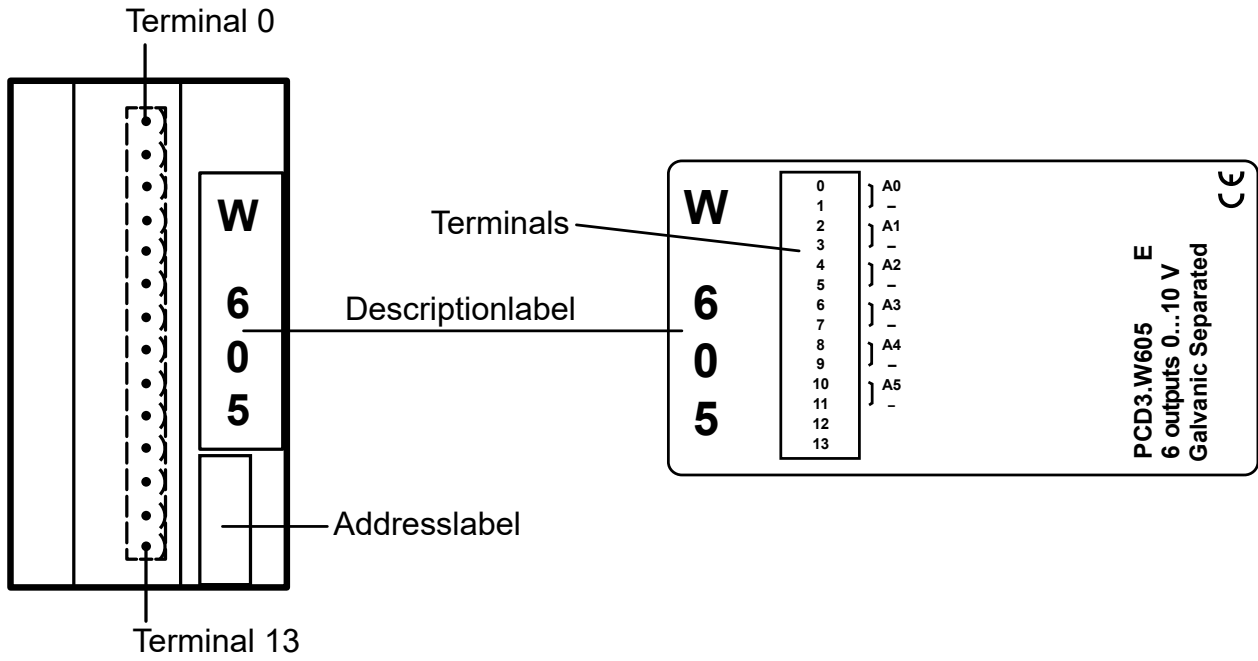 Terminal 0
W
6
0
5
Terminals
Descriptionlabel
Addresslabel
Terminal 13
W
6
0
5
0 A0
1 –
2 A1
3 –
4 A2
5 –
6 A3
7 –
8 A4
9 –
10 A5
11 –
12
13
PCD3.W605 E
6 outputs 0...10 V
Galvanic Separated
CE